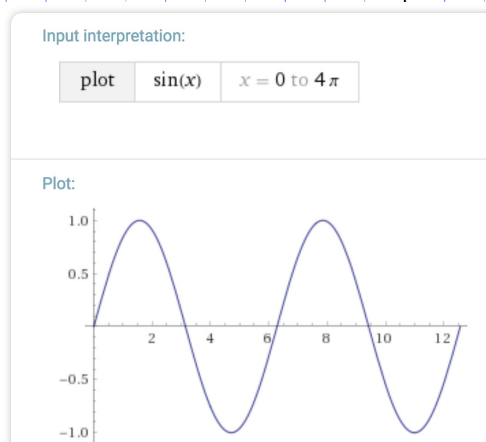 Input interpretation:
plot sin(x) x = 0 to 4 π
Plot:
1.0
0.5
2 4 6 8 10 12
−0.5
−1.0